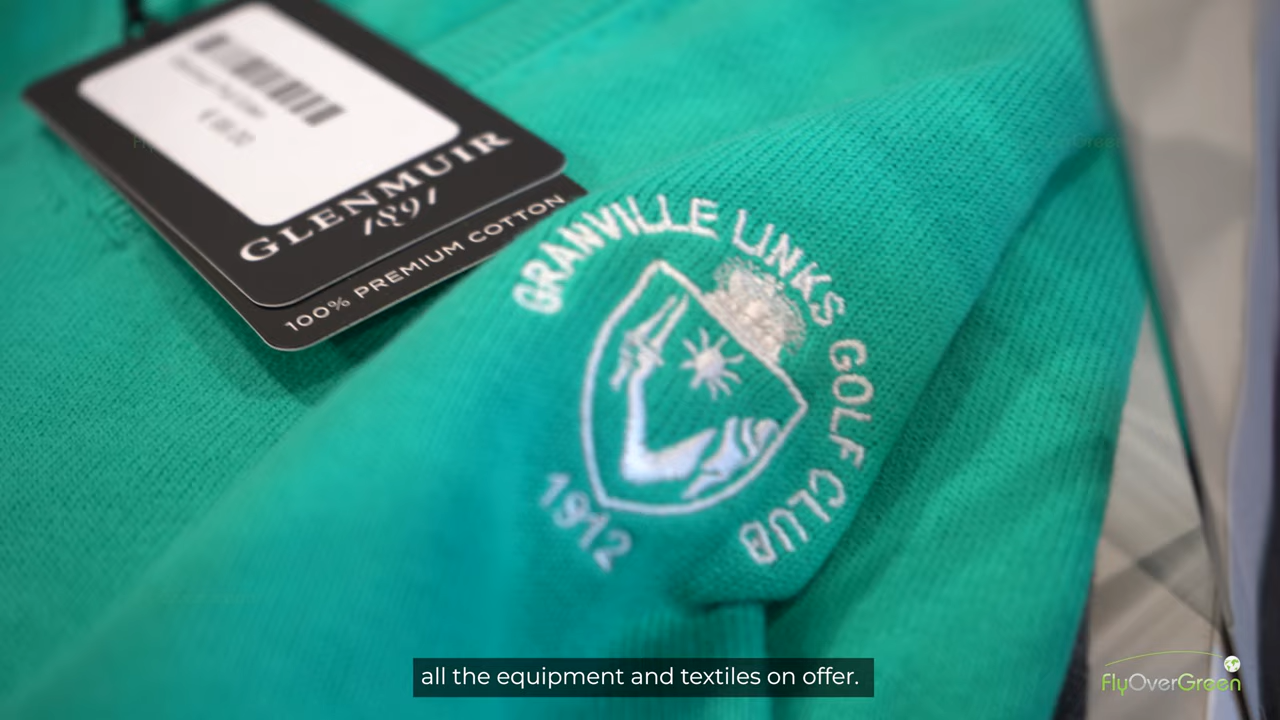 GLENMUIR
1891
100% PREMIUM COTTON
GRANVILLE LINKS GOLF CLUB
1912
all the equipment and textiles on offer.
FlyOverGreen